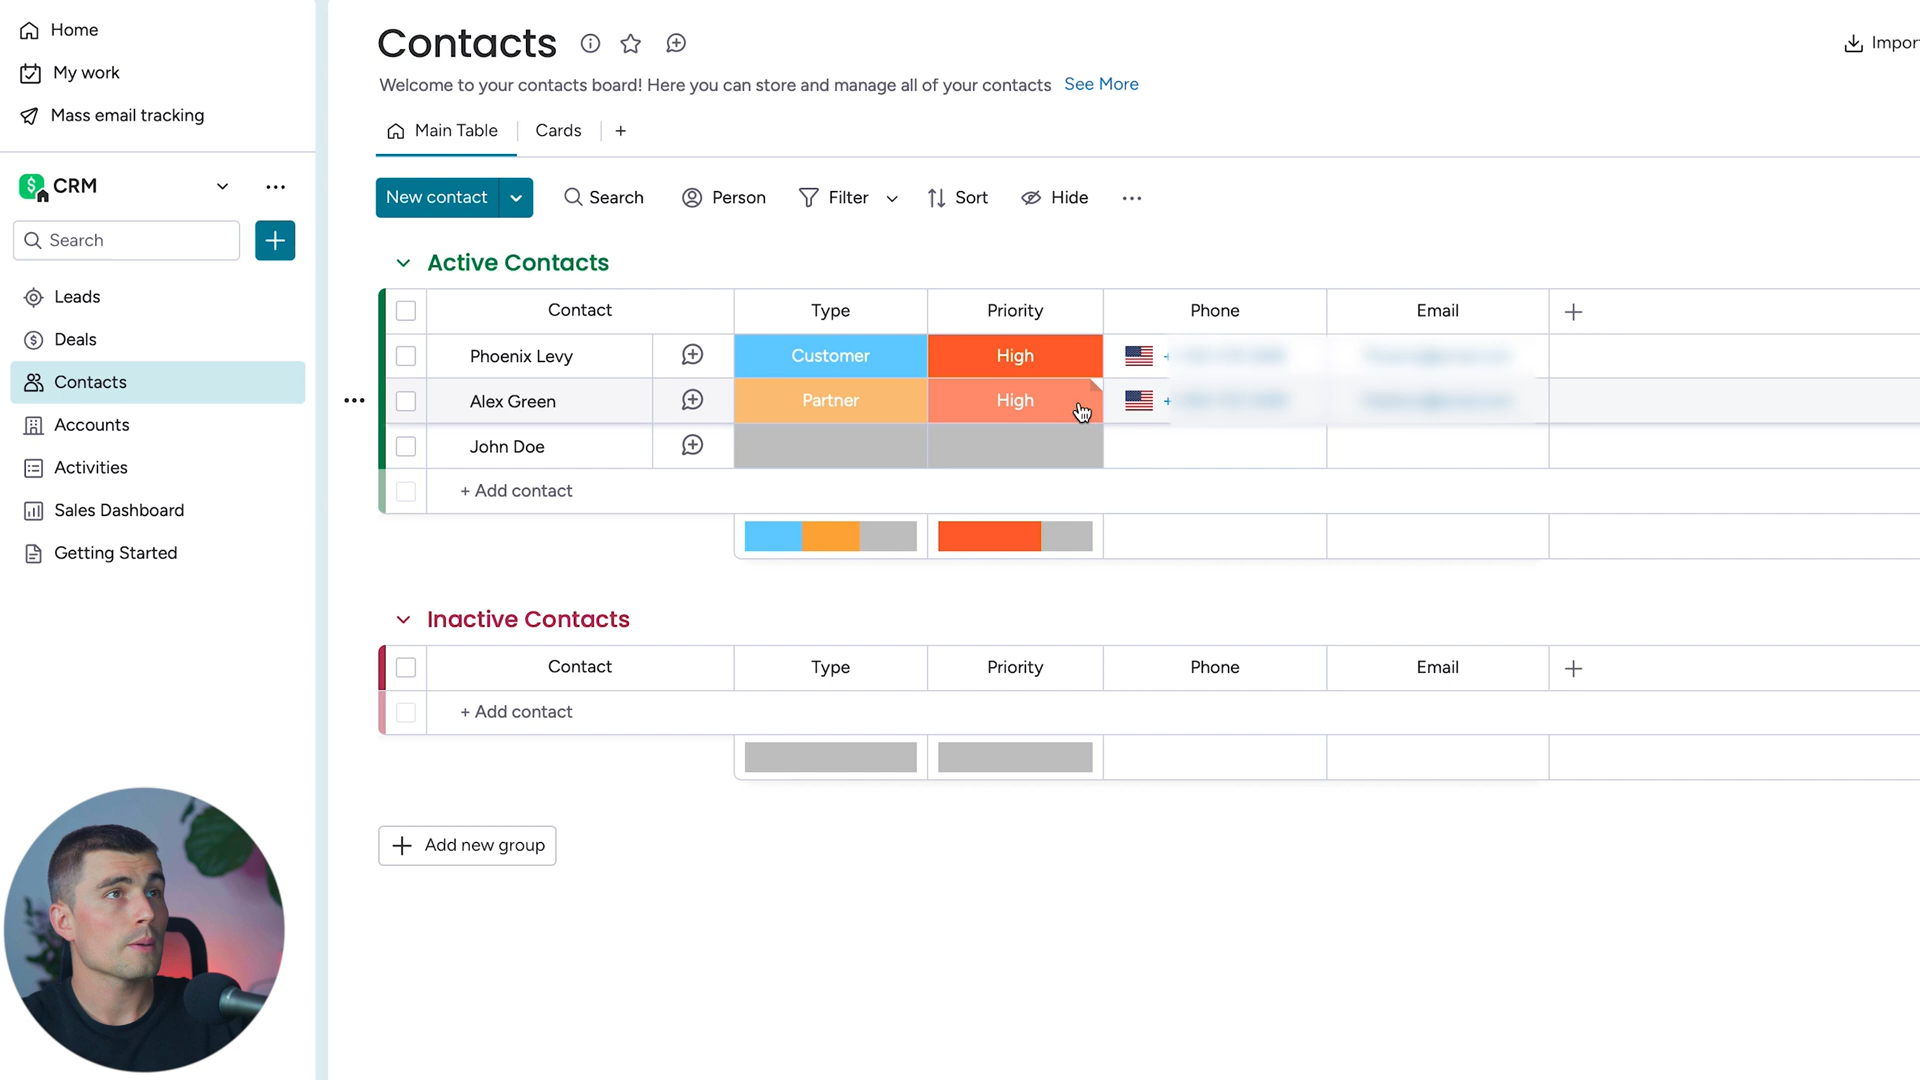 Home
My work
Mass email tracking
CRM
Search
Leads
Deals
Contacts
Accounts
Activities
Sales Dashboard
Getting Started
Contacts
Welcome to your contacts board! Here you can store and manage all of your contacts See More
Main Table Cards +
New contact Search Person Filter Sort Hide
Active Contacts
Contact Type Priority Phone Email
Phoenix Levy Customer High +
Alex Green Partner High +
John Doe
+ Add contact
Inactive Contacts
Contact Type Priority Phone Email
+ Add contact
+ Add new group